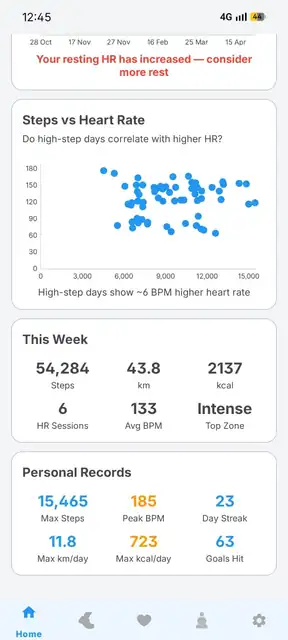 12:45
4G 44
28 Oct 17 Nov 27 Nov 16 Feb 25 Mar 15 Apr
Your resting HR has increased — consider
more rest
Steps vs Heart Rate
Do high-step days correlate with higher HR?
180
150
120
90
60
30
0
0 3,000 6,000 9,000 12,000 15,000
High-step days show ~6 BPM higher heart rate
This Week
54,284 43.8 2137
Steps km kcal
6 133 Intense
HR Sessions Avg BPM Top Zone
Personal Records
15,465 185 23
Max Steps Peak BPM Day Streak
11.8 723 63
Max km/day Max kcal/day Goals Hit
Home